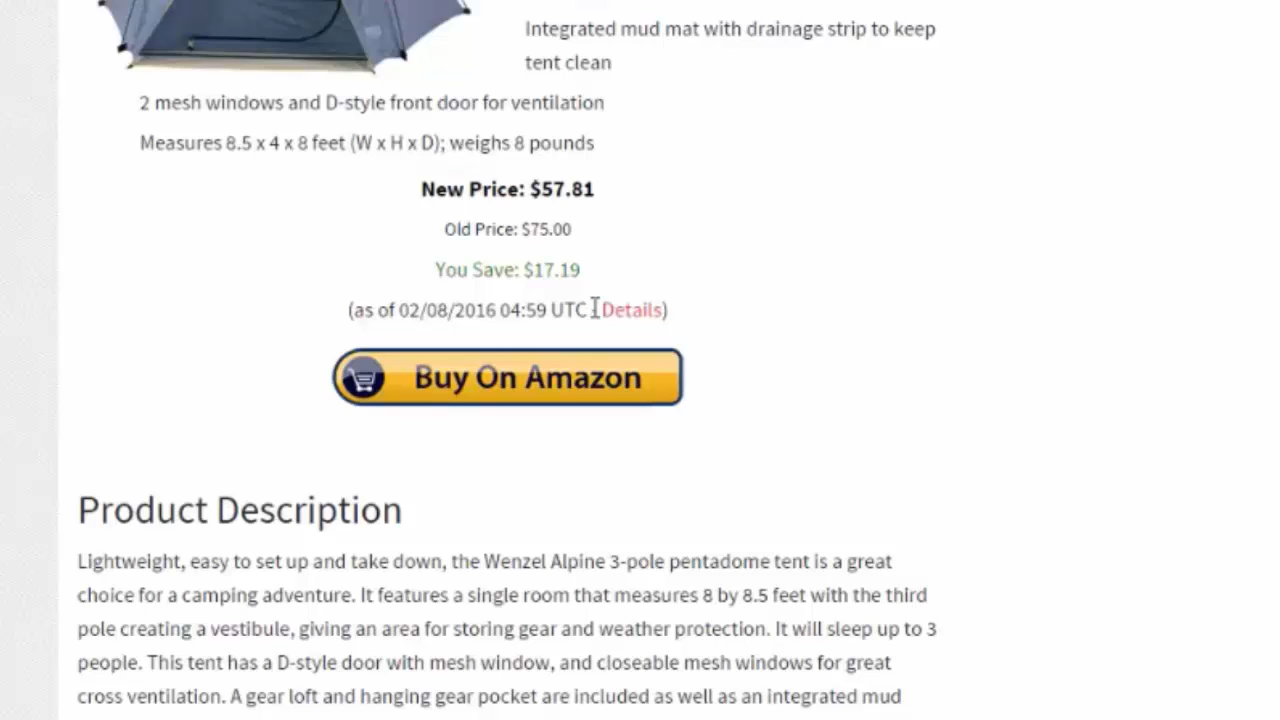 Integrated mud mat with drainage strip to keep
tent clean
2 mesh windows and D-style front door for ventilation
Measures 8.5 x 4 x 8 feet (W x H x D); weighs 8 pounds
New Price: $57.81
Old Price: $75.00
You Save: $17.19
(as of 02/08/2016 04:59 UTC Details)
Buy On Amazon
Product Description
Lightweight, easy to set up and take down, the Wenzel Alpine 3-pole pentadome tent is a great
choice for a camping adventure. It features a single room that measures 8 by 8.5 feet with the third
pole creating a vestibule, giving an area for storing gear and weather protection. It will sleep up to 3
people. This tent has a D-style door with mesh window, and closeable mesh windows for great
cross ventilation. A gear loft and hanging gear pocket are included as well as an integrated mud